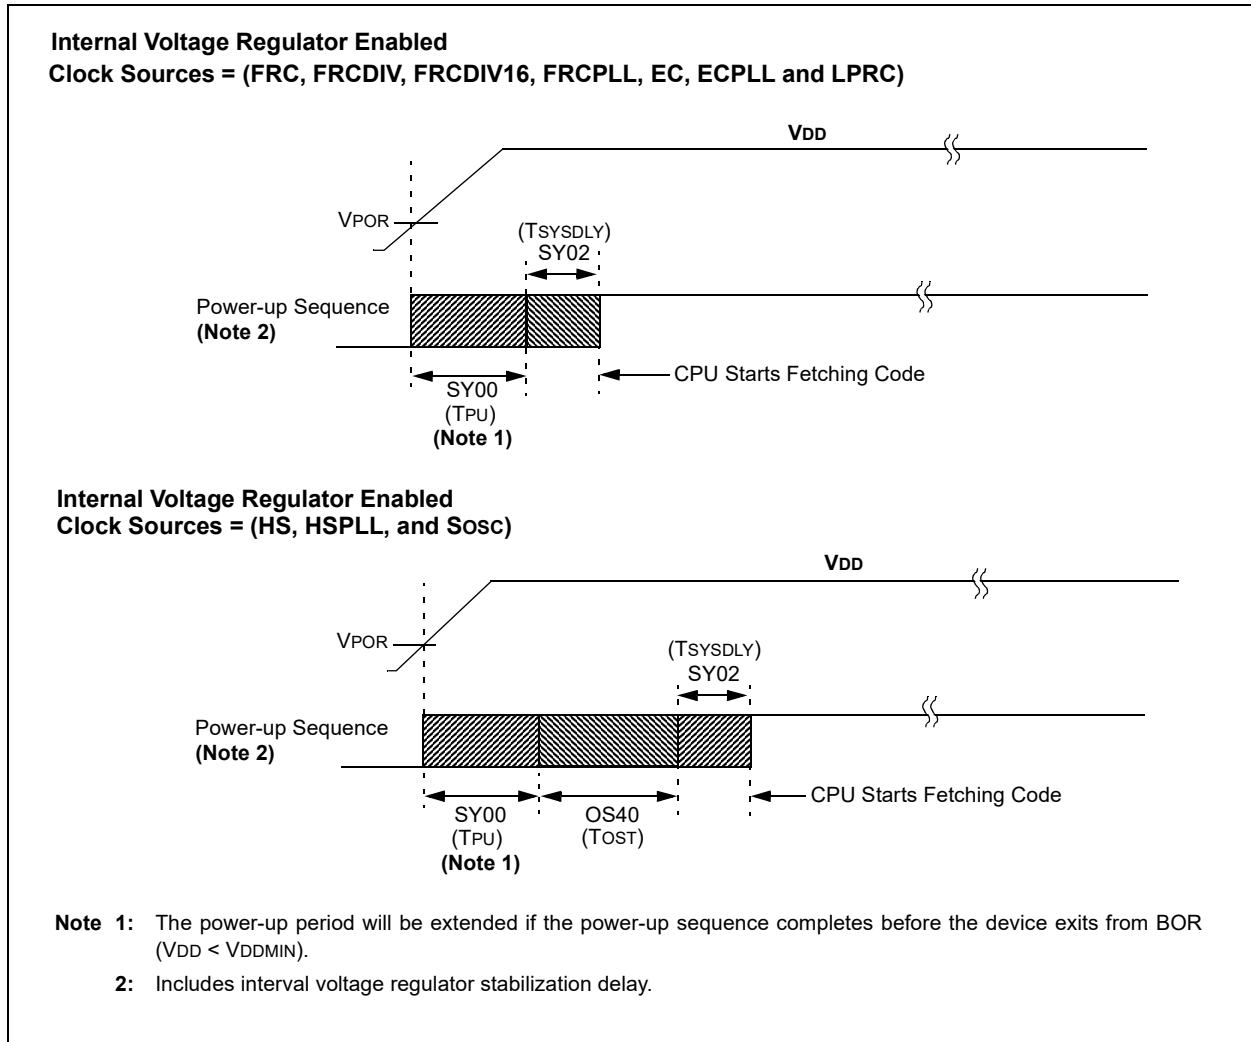 Internal Voltage Regulator Enabled
Clock Sources = (FRC, FRCDIV, FRCDIV16, FRCPLL, EC, ECPLL and LPRC)
VDD
VPOR
(TSYSDLY)
SY02
Power-up Sequence
(Note 2)
CPU Starts Fetching Code
SY00
(TPU)
(Note 1)
Internal Voltage Regulator Enabled
Clock Sources = (HS, HSPLL, and SOSC)
VDD
VPOR
(TSYSDLY)
SY02
Power-up Sequence
(Note 2)
CPU Starts Fetching Code
SY00 OS40
(TPU) (TOST)
(Note 1)
Note 1: The power-up period will be extended if the power-up sequence completes before the device exits from BOR
(VDD < VDDMIN).
2: Includes interval voltage regulator stabilization delay.